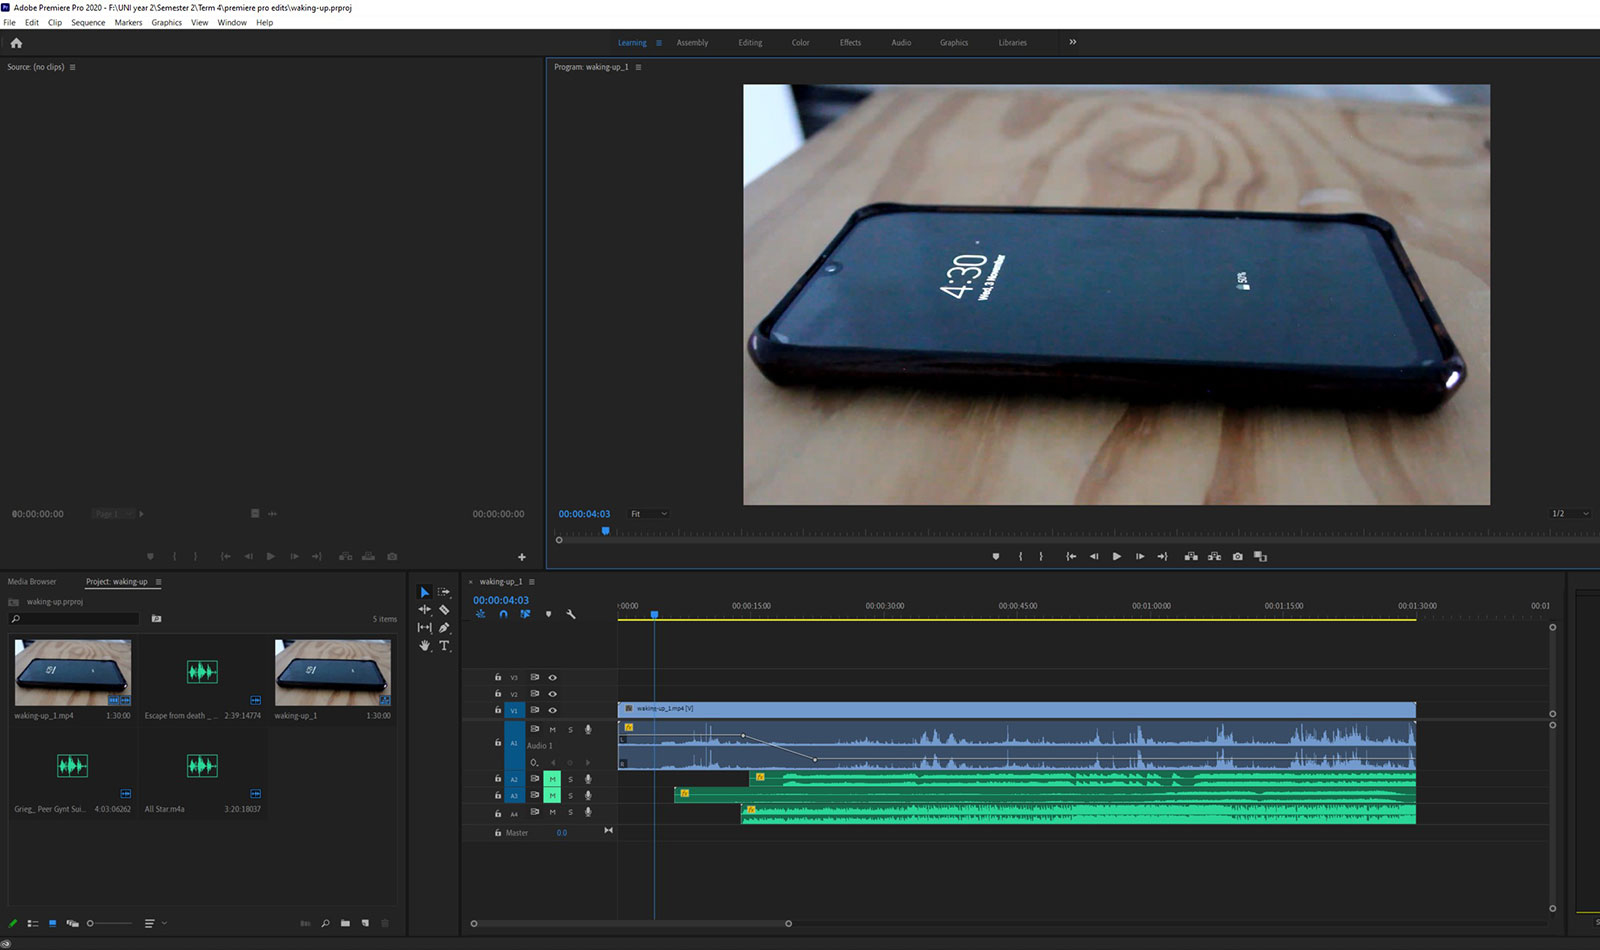 Adobe Premiere Pro 2020 - F:\UNI year 2\Semester 2\Term 4\premiere pro edits\waking-up.prproj
File Edit Clip Sequence Markers Graphics View Window Help
Learning Assembly Editing Color Effects Audio Graphics Libraries
Source: (no clips)
Program: waking-up_1
4:30
Wed, 3 November
50%
00:00:00:00 Page 1 00:00:00:00
00:00:04:03 Fit 1/2
Media Browser Project: waking-up
waking-up.prproj
5 items
waking-up_1.mp4 1:30:00
Escape from death _ ... 2:39:14774
waking-up_1 1:30:00
Grieg_ Peer Gynt Sui... 4:03:06262
All Star.m4a 3:20:18037
waking-up_1
00:00:04:03
:00:00 00:00:15:00 00:00:30:00 00:00:45:00 00:01:00:00 00:01:15:00 00:01:30:00 00:01
V3
V2
V1 waking-up_1.mp4 [V]
A1 M S
Audio 1
L
R
A2 M S
A3 M S
A4 M S
Master 0.0